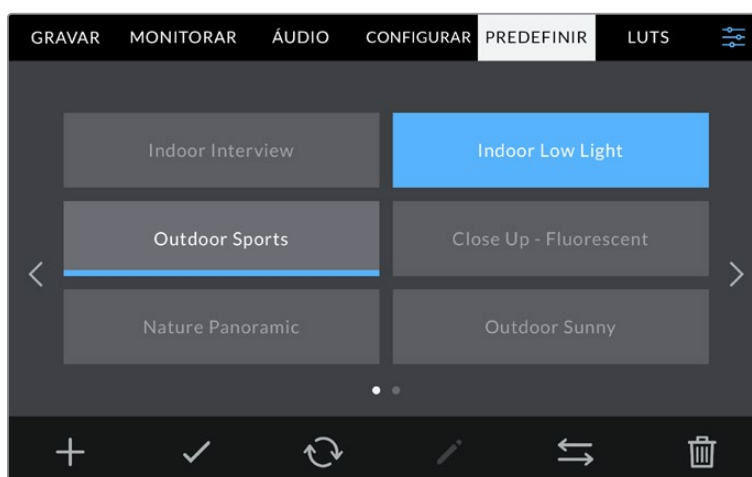 GRAVAR MONITORAR ÁUDIO CONFIGURAR PREDEFINIR LUTS
Indoor Interview Indoor Low Light
Outdoor Sports Close Up - Fluorescent
Nature Panoramic Outdoor Sunny